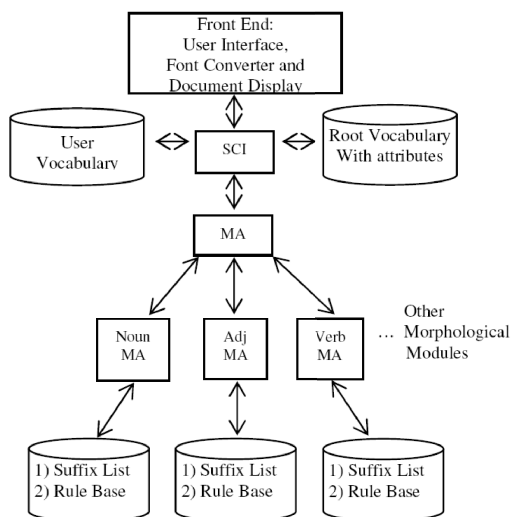 Front End:
User Interface,
Font Converter and
Document Display
User
Vocabulary
SCI
Root Vocabulary
With attributes
MA
Noun
MA
Adj
MA
Verb
MA
... Other
Morphological
Modules
1) Suffix List
2) Rule Base
1) Suffix List
2) Rule Base
1) Suffix List
2) Rule Base